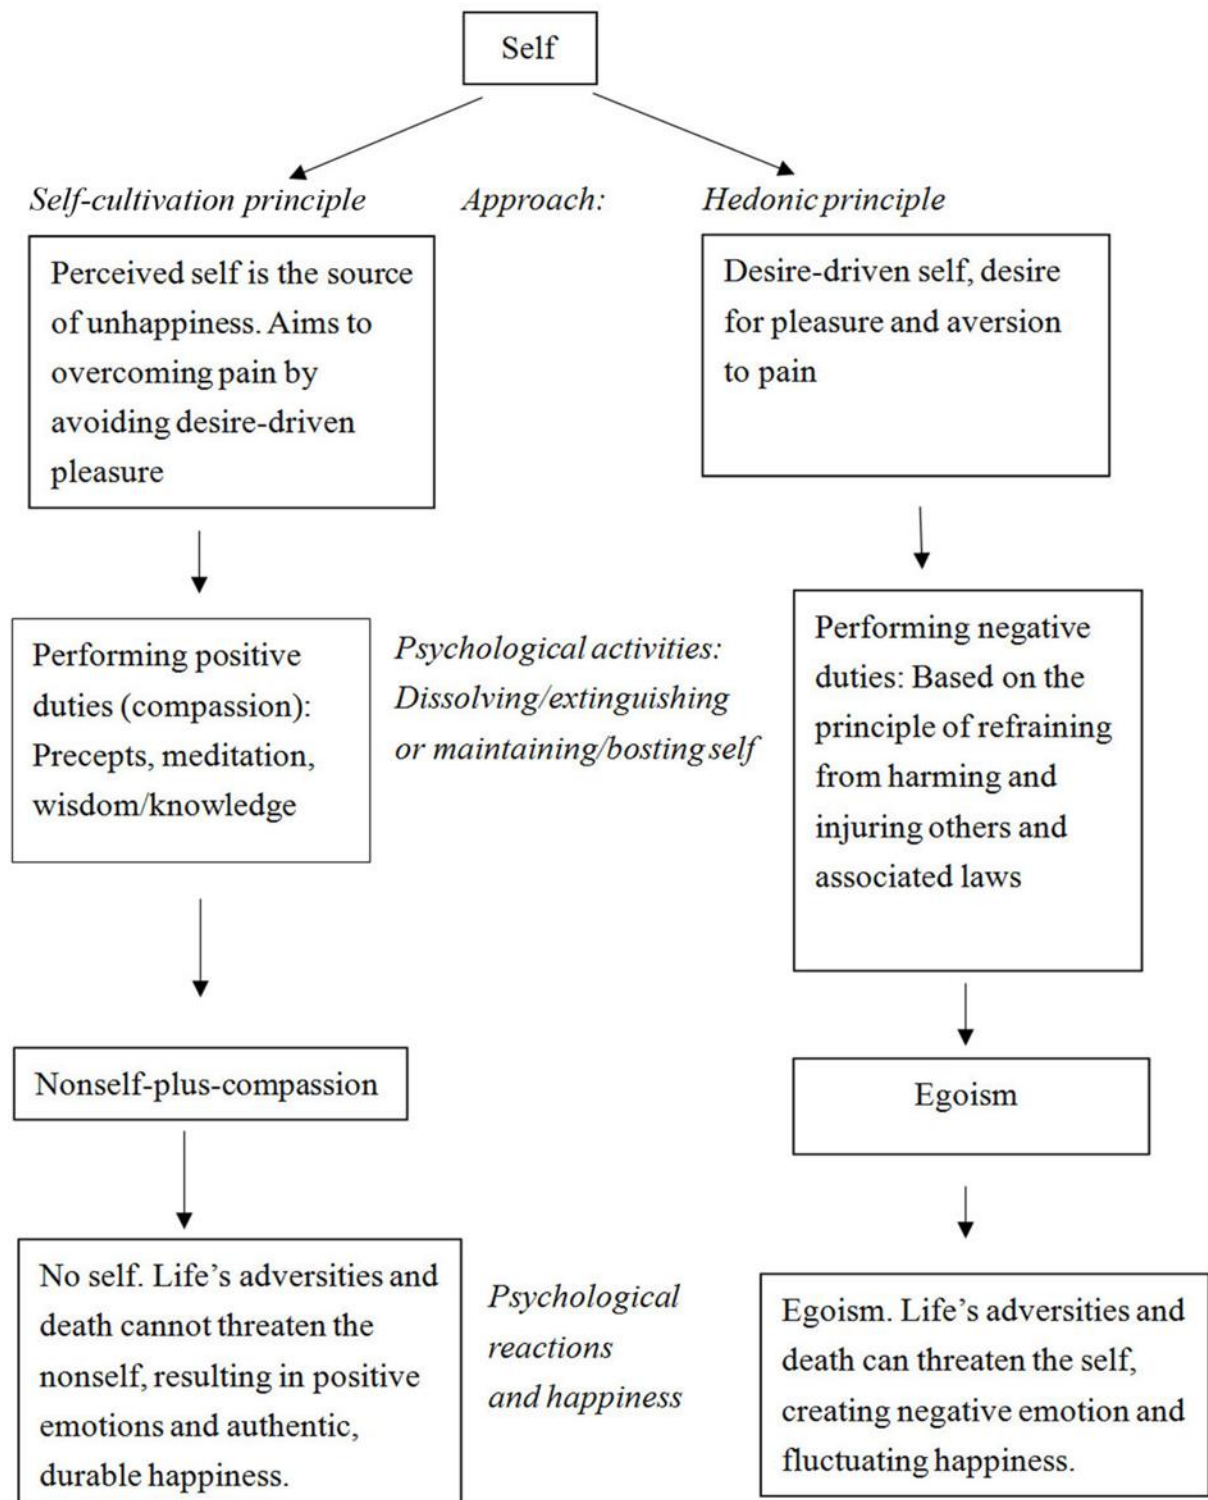 Self
Self-cultivation principle
Approach:
Hedonic principle
Perceived self is the source
of unhappiness. Aims to
overcoming pain by
avoiding desire-driven
pleasure
Desire-driven self, desire
for pleasure and aversion
to pain
Performing positive
duties (compassion):
Precepts, meditation,
wisdom/knowledge
Psychological activities:
Dissolving/extinguishing
or maintaining/bosting self
Performing negative
duties: Based on the
principle of refraining
from harming and
injuring others and
associated laws
Nonself-plus-compassion
Egoism
No self. Life’s adversities and
death cannot threaten the
nonself, resulting in positive
emotions and authentic,
durable happiness.
Psychological
reactions
and happiness
Egoism. Life’s adversities and
death can threaten the self,
creating negative emotion and
fluctuating happiness.